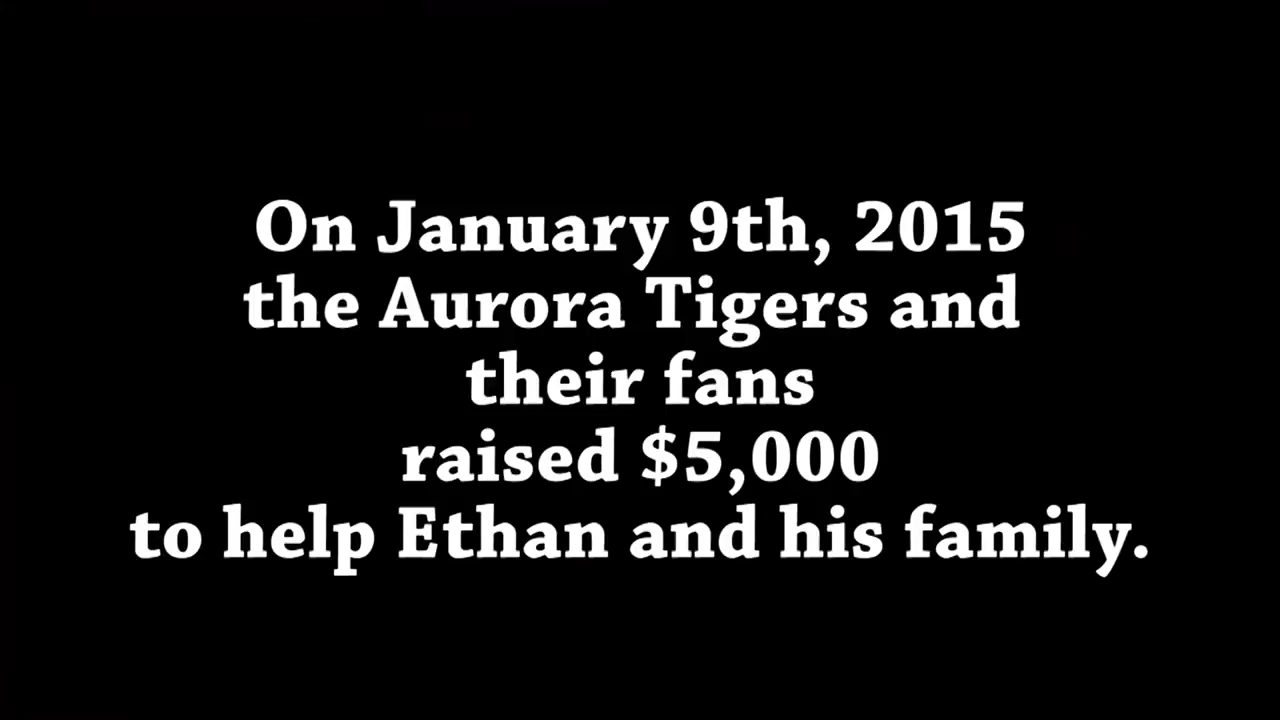 On January 9th, 2015
the Aurora Tigers and
their fans
raised $5,000
to help Ethan and his family.